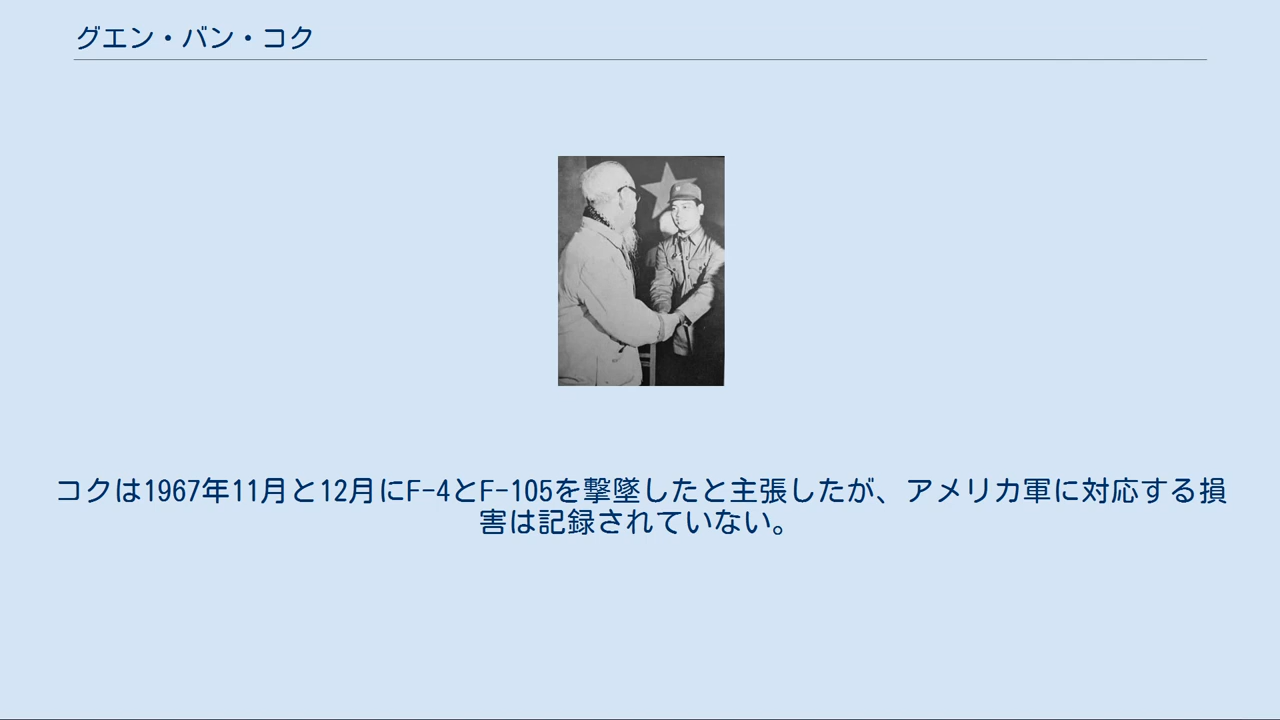 グエン・バン・コク
コクは1967年11月と12月にF-4とF-105を撃墜したと主張したが、アメリカ軍に対応する損
害は記録されていない。